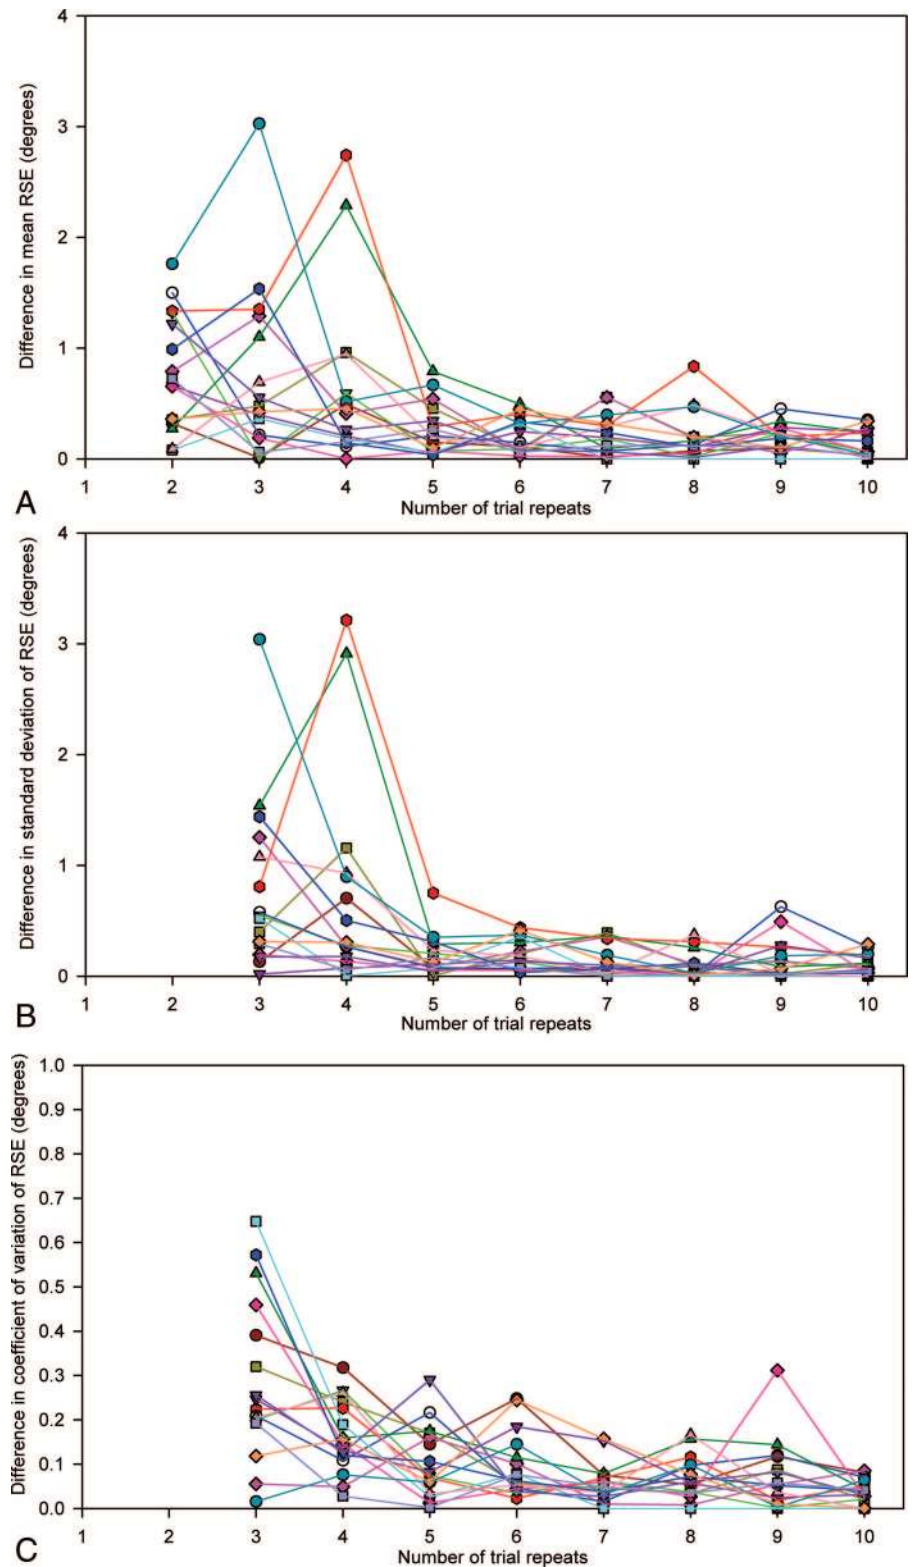 4
3
2
1
0
Difference in mean RSE (degrees)
1 2 3 4 5 6 7 8 9 10
A
Number of trial repeats
4
3
2
1
0
Difference in standard deviation of RSE (degrees)
1 2 3 4 5 6 7 8 9 10
B
Number of trial repeats
1.0
0.9
0.8
0.7
0.6
0.5
0.4
0.3
0.2
0.1
0.0
Difference in coefficient of variation of RSE (degrees)
1 2 3 4 5 6 7 8 9 10
C
Number of trial repeats